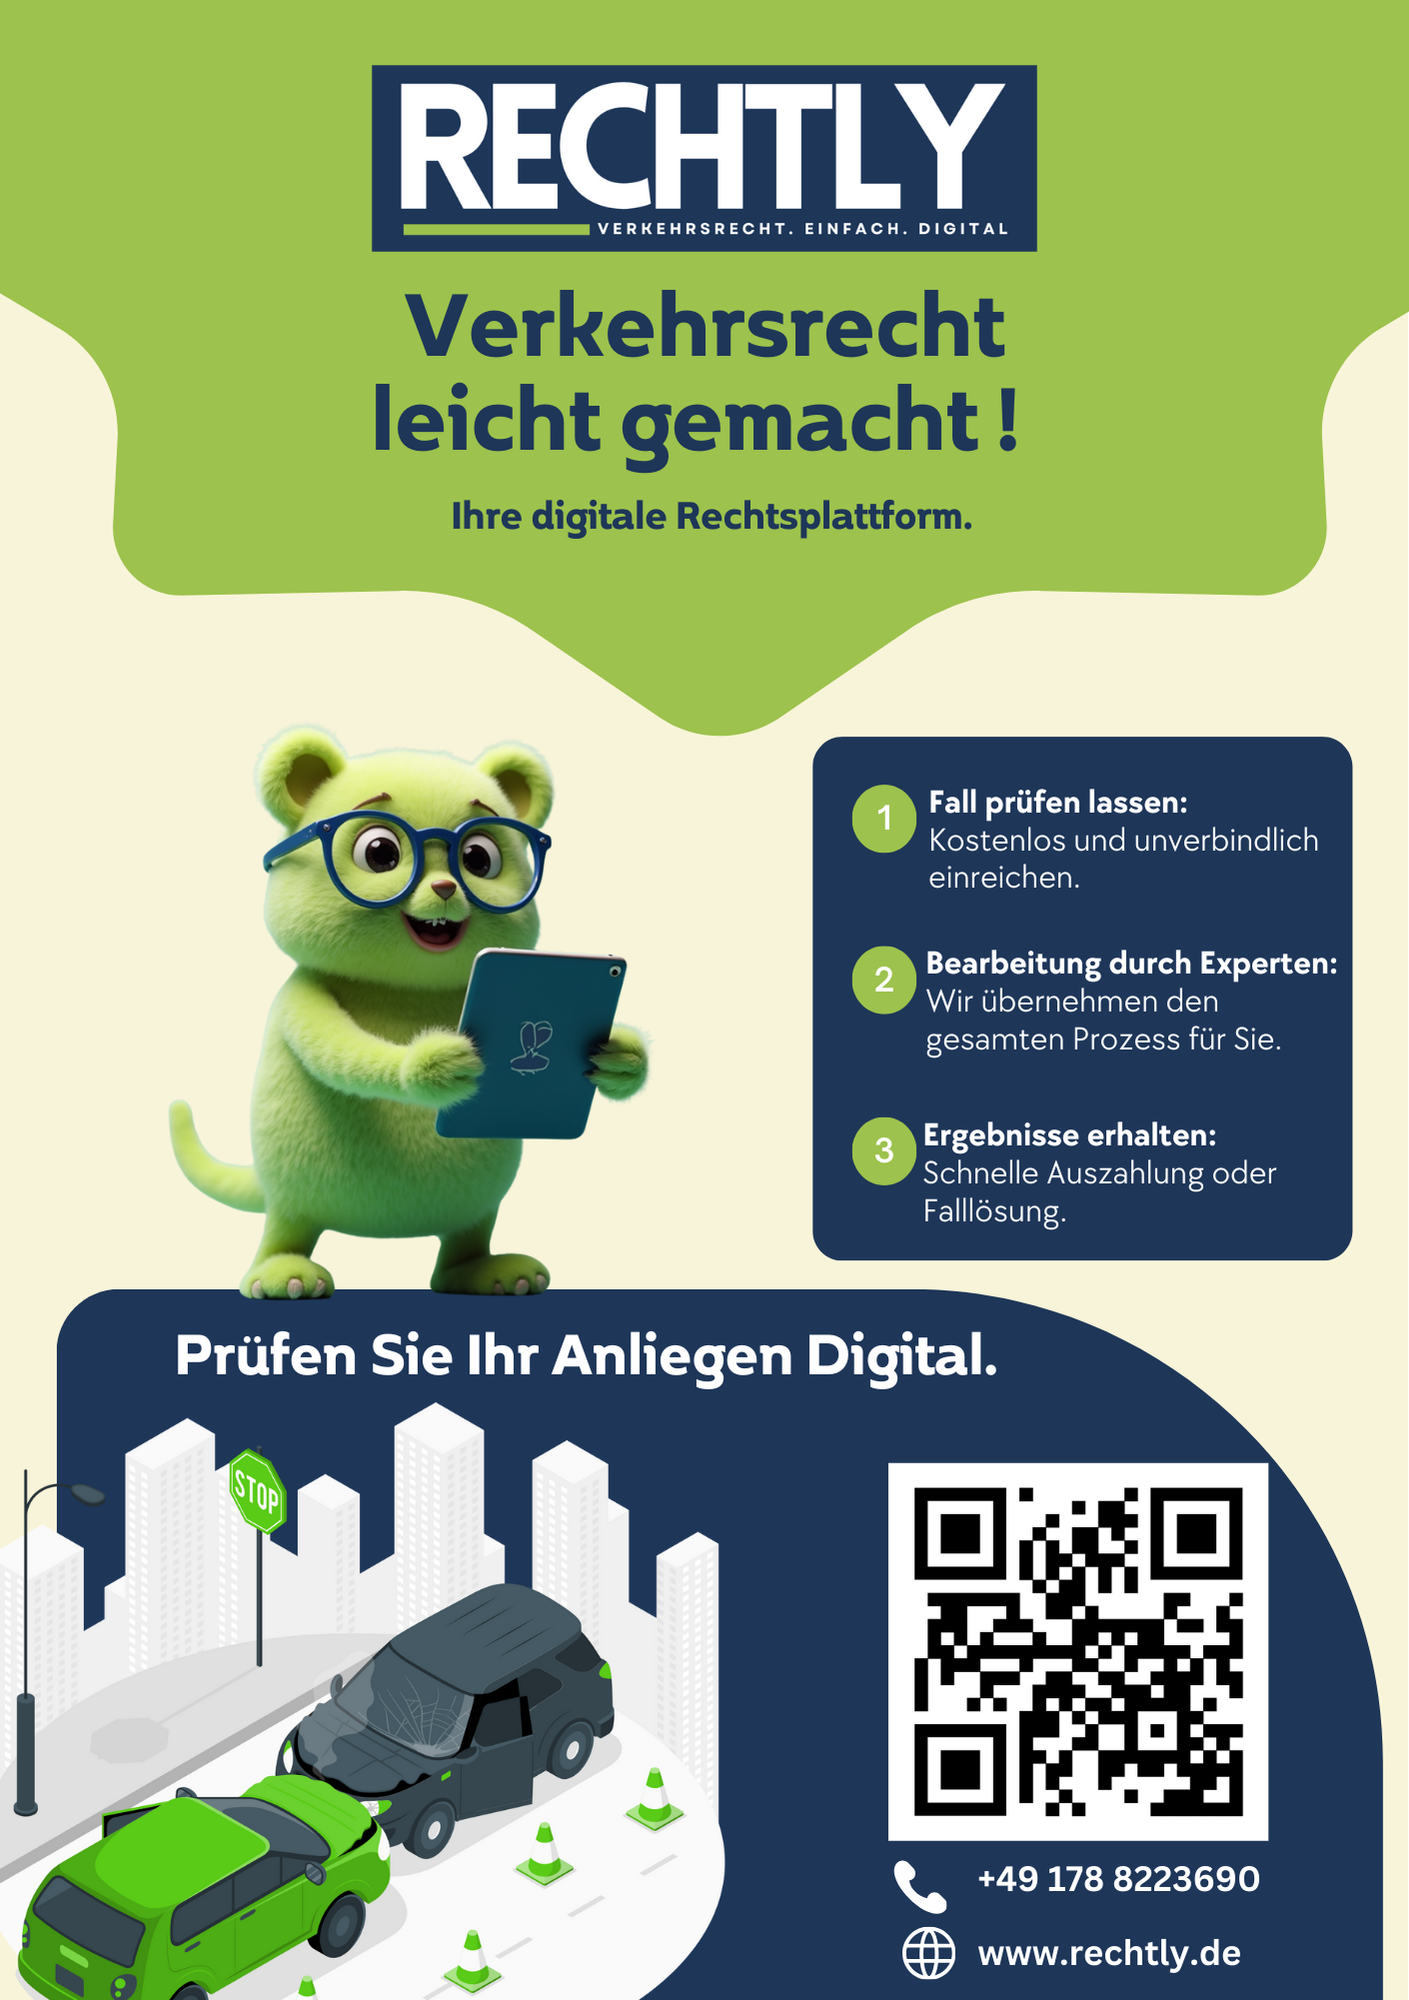 RECHTLY
VERKEHRSRECHT. EINFACH. DIGITAL
Verkehrsrecht
leicht gemacht !
Ihre digitale Rechtsplattform.
1
Fall prüfen lassen:
Kostenlos und unverbindlich
einreichen.
2
Bearbeitung durch Experten:
Wir übernehmen den
gesamten Prozess für Sie.
3
Ergebnisse erhalten:
Schnelle Auszahlung oder
Falllösung.
Prüfen Sie Ihr Anliegen Digital.
STOP
+49 178 8223690
www.rechtly.de